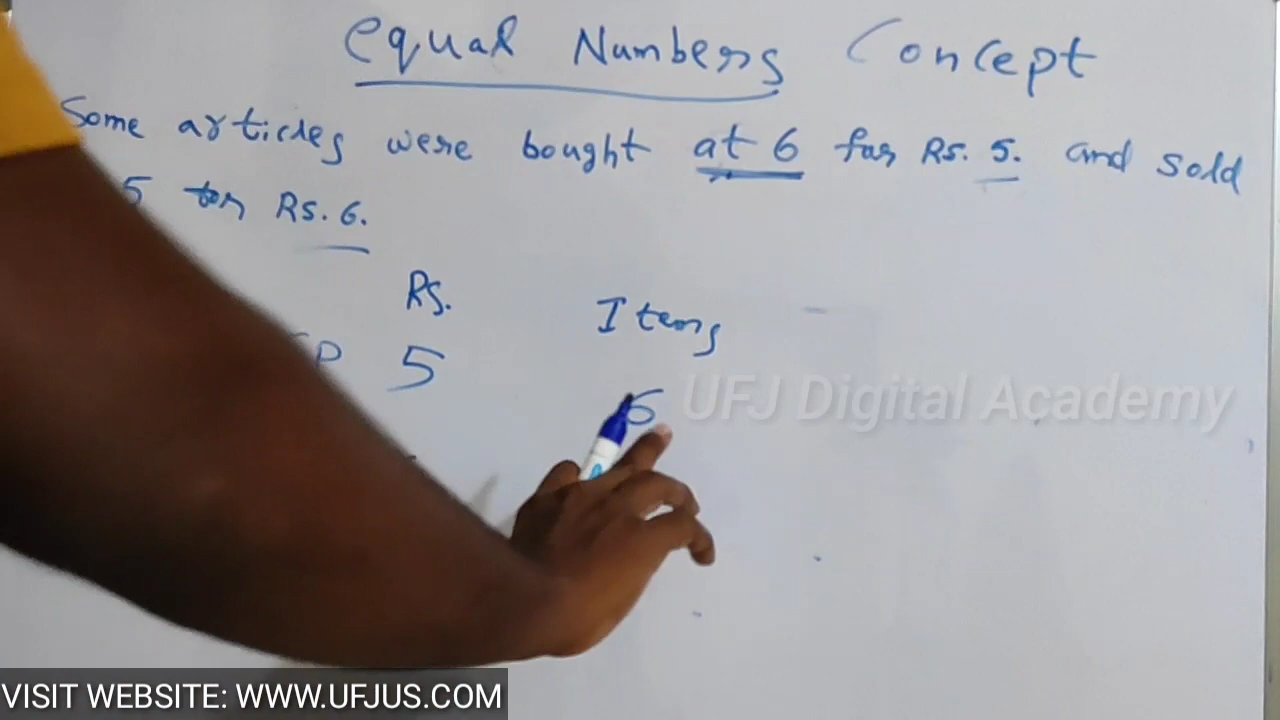 equal Numbers Concept
Some articles were bought at 6 for Rs. 5. and sold
5 for Rs. 6.
Rs. Items
CP 5 6
UFJ Digital Academy
VISIT WEBSITE: WWW.UFJUS.COM